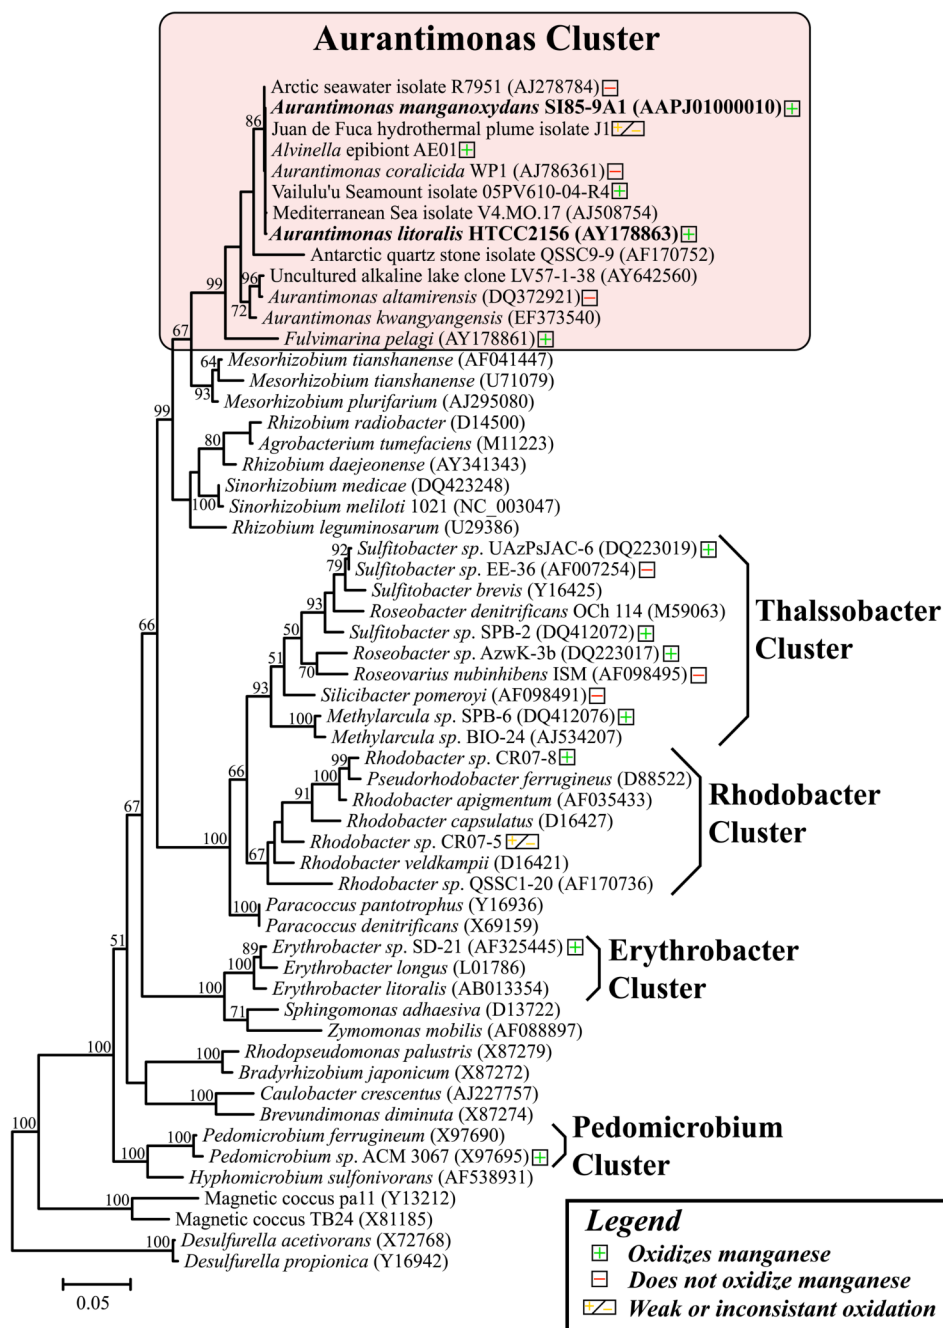 Aurantimonas Cluster
Arctic seawater isolate R7951 (AJ278784) −
Aurantimonas manganoxydans SI85-9A1 (AAPJ01000010) +
86
Juan de Fuca hydrothermal plume isolate J1 +/−
Alvinella epibiont AE01 +
Aurantimonas coralicida WP1 (AJ786361) −
Vailulu'u Seamount isolate 05PV610-04-R4 +
Mediterranean Sea isolate V4.MO.17 (AJ508754)
Aurantimonas litoralis HTCC2156 (AY178863) +
Antarctic quartz stone isolate QSSC9-9 (AF170752)
96
Uncultured alkaline lake clone LV57-1-38 (AY642560)
99
Aurantimonas altamirensis (DQ372921) −
72
Aurantimonas kwangyangensis (EF373540)
67
Fulvimarina pelagi (AY178861) +
64
Mesorhizobium tianshanense (AF041447)
Mesorhizobium tianshanense (U71079)
93
Mesorhizobium plurifarium (AJ295080)
99
Rhizobium radiobacter (D14500)
80
Agrobacterium tumefaciens (M11223)
Rhizobium daejeonense (AY341343)
Sinorhizobium medicae (DQ423248)
100
Sinorhizobium meliloti 1021 (NC_003047)
Rhizobium leguminosarum (U29386)
92
Sulfitobacter sp. UAzPsJAC-6 (DQ223019) +
79
Sulfitobacter sp. EE-36 (AF007254) −
Sulfitobacter brevis (Y16425)
93
Roseobacter denitrificans OCh 114 (M59063)
66
50
Sulfitobacter sp. SPB-2 (DQ412072) +
51
Roseobacter sp. AzwK-3b (DQ223017) +
70
Roseovarius nubinhibens ISM (AF098495) −
93
Silicibacter pomeroyi (AF098491) −
100
Methylarcula sp. SPB-6 (DQ412076) +
Methylarcula sp. BIO-24 (AJ534207)
Thalssobacter
Cluster
99
Rhodobacter sp. CR07-8 +
66
100
Pseudorhodobacter ferrugineus (D88522)
91
Rhodobacter apigmentum (AF035433)
67
Rhodobacter capsulatus (D16427)
100
Rhodobacter sp. CR07-5 +/−
67
Rhodobacter veldkampii (D16421)
Rhodobacter sp. QSSC1-20 (AF170736)
Rhodobacter
Cluster
100
Paracoccus pantotrophus (Y16936)
Paracoccus denitrificans (X69159)
51
89
Erythrobacter sp. SD-21 (AF325445) +
100
Erythrobacter longus (L01786)
100
Erythrobacter litoralis (AB013354)
Erythrobacter
Cluster
71
Sphingomonas adhaesiva (D13722)
Zymomonas mobilis (AF088897)
100
100
Rhodopseudomonas palustris (X87279)
Bradyrhizobium japonicum (X87272)
100
Caulobacter crescentus (AJ227757)
Brevundimonas diminuta (X87274)
100
100
Pedomicrobium ferrugineum (X97690)
100
Pedomicrobium sp. ACM 3067 (X97695) +
Hyphomicrobium sulfonivorans (AF538931)
Pedomicrobium
Cluster
100
Magnetic coccus pa11 (Y13212)
Magnetic coccus TB24 (X81185)
100
Desulfurella acetivorans (X72768)
Desulfurella propionica (Y16942)
0.05
Legend
+ Oxidizes manganese
− Does not oxidize manganese
+/− Weak or inconsistant oxidation